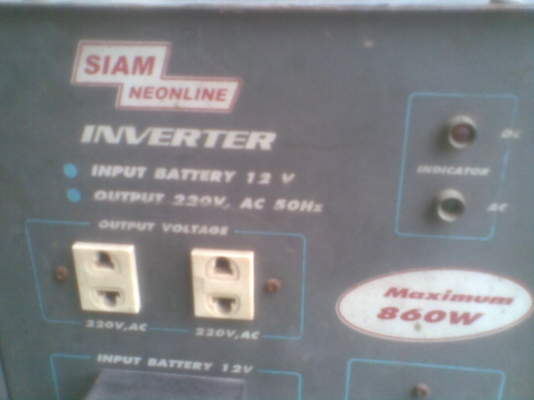 SIAM
NEONLINE
INVERTER
INPUT BATTERY 12 V
OUTPUT 220V, AC 50Hz
OUTPUT VOLTAGE
220V,AC
220V,AC
INPUT BATTERY 12V
DC
INDICATOR
AC
Maximum
860W